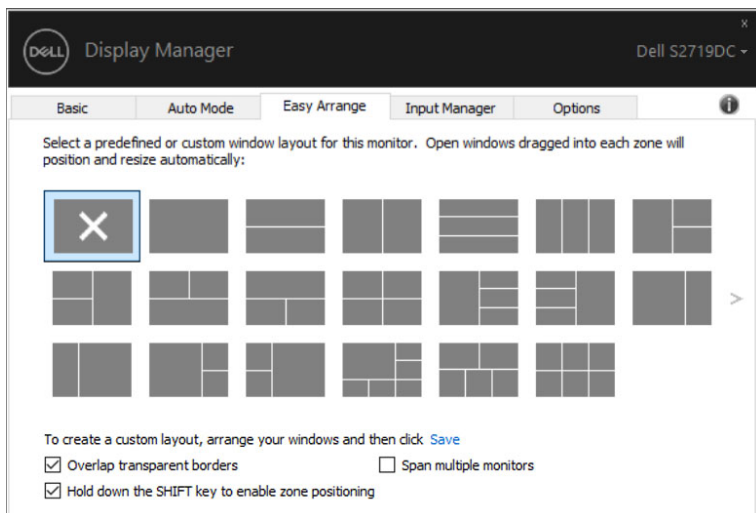 x
DELL Display Manager
Dell S2719DC
Basic Auto Mode Easy Arrange Input Manager Options
Select a predefined or custom window layout for this monitor. Open windows dragged into each zone will
position and resize automatically:
>
To create a custom layout, arrange your windows and then click Save
Overlap transparent borders Span multiple monitors
Hold down the SHIFT key to enable zone positioning